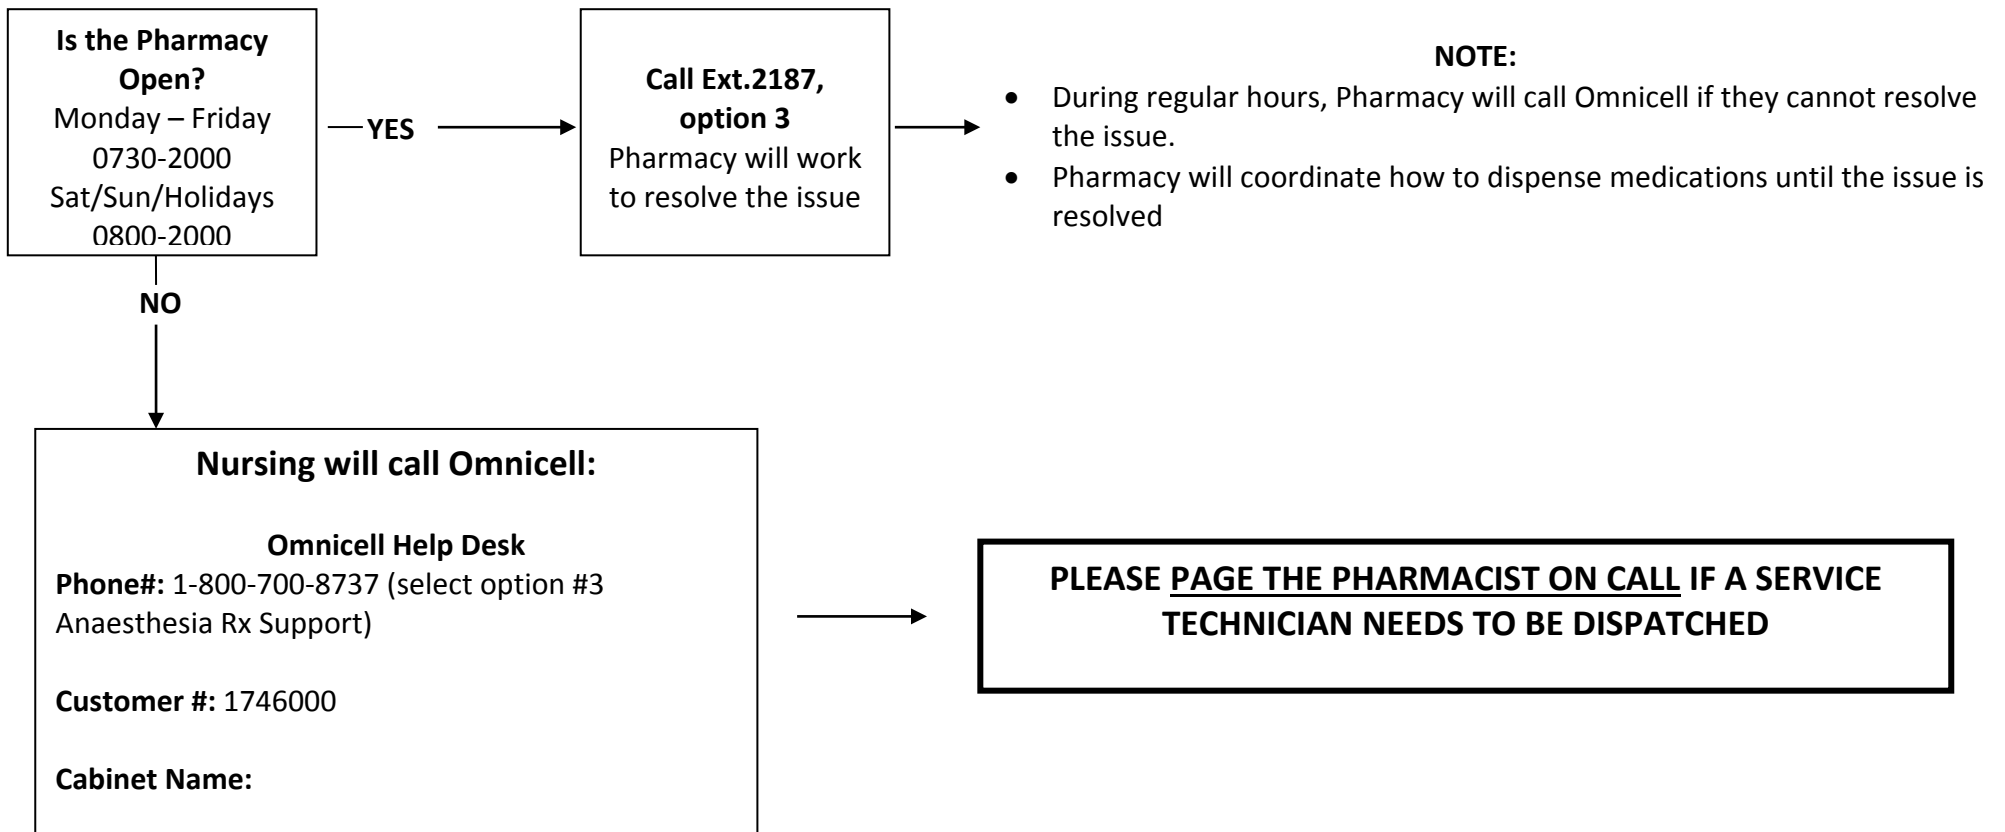 Is the Pharmacy
Open?
Monday – Friday
0730-2000
Sat/Sun/Holidays
0800-2000
YES
Call Ext.2187,
option 3
Pharmacy will work
to resolve the issue
NOTE:
• During regular hours, Pharmacy will call Omnicell if they cannot resolve
the issue.
• Pharmacy will coordinate how to dispense medications until the issue is
resolved
NO
Nursing will call Omnicell:
Omnicell Help Desk
Phone#: 1-800-700-8737 (select option #3
Anaesthesia Rx Support)
Customer #: 1746000
Cabinet Name:
PLEASE PAGE THE PHARMACIST ON CALL IF A SERVICE
TECHNICIAN NEEDS TO BE DISPATCHED